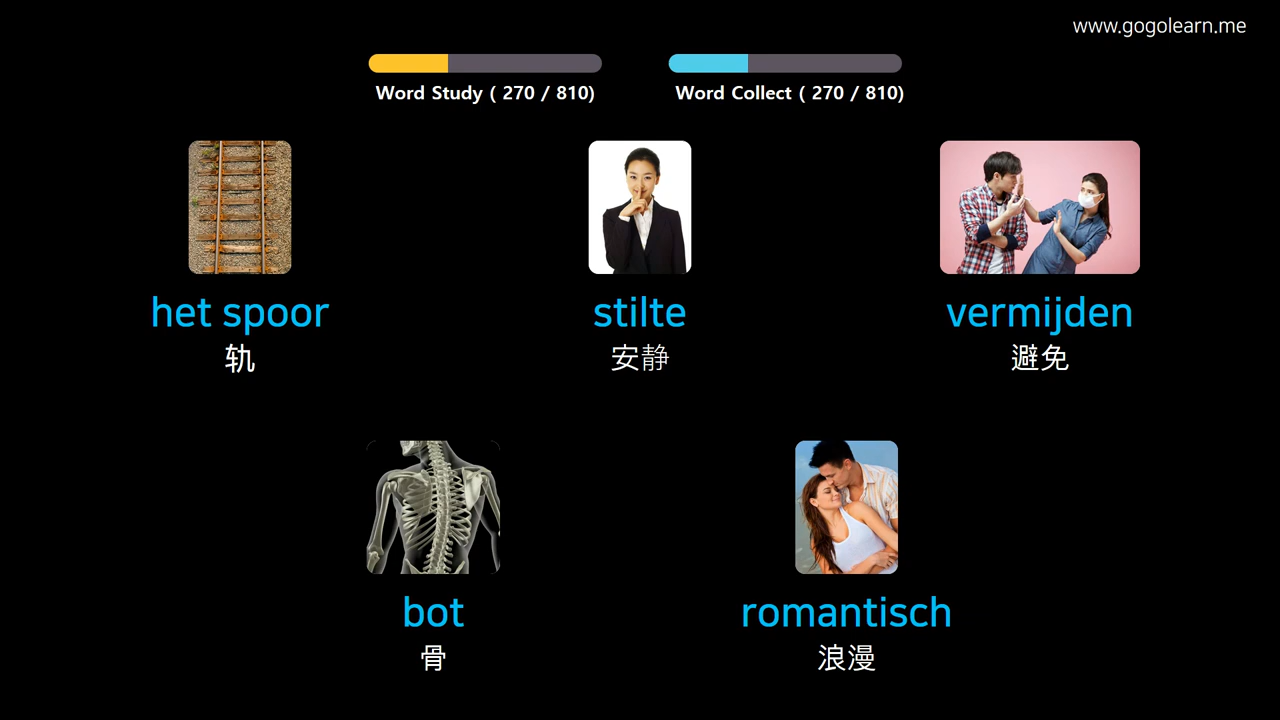 www.gogolearn.me
Word Study ( 270 / 810)
Word Collect ( 270 / 810)
het spoor
轨
stilte
安静
vermijden
避免
bot
骨
romantisch
浪漫